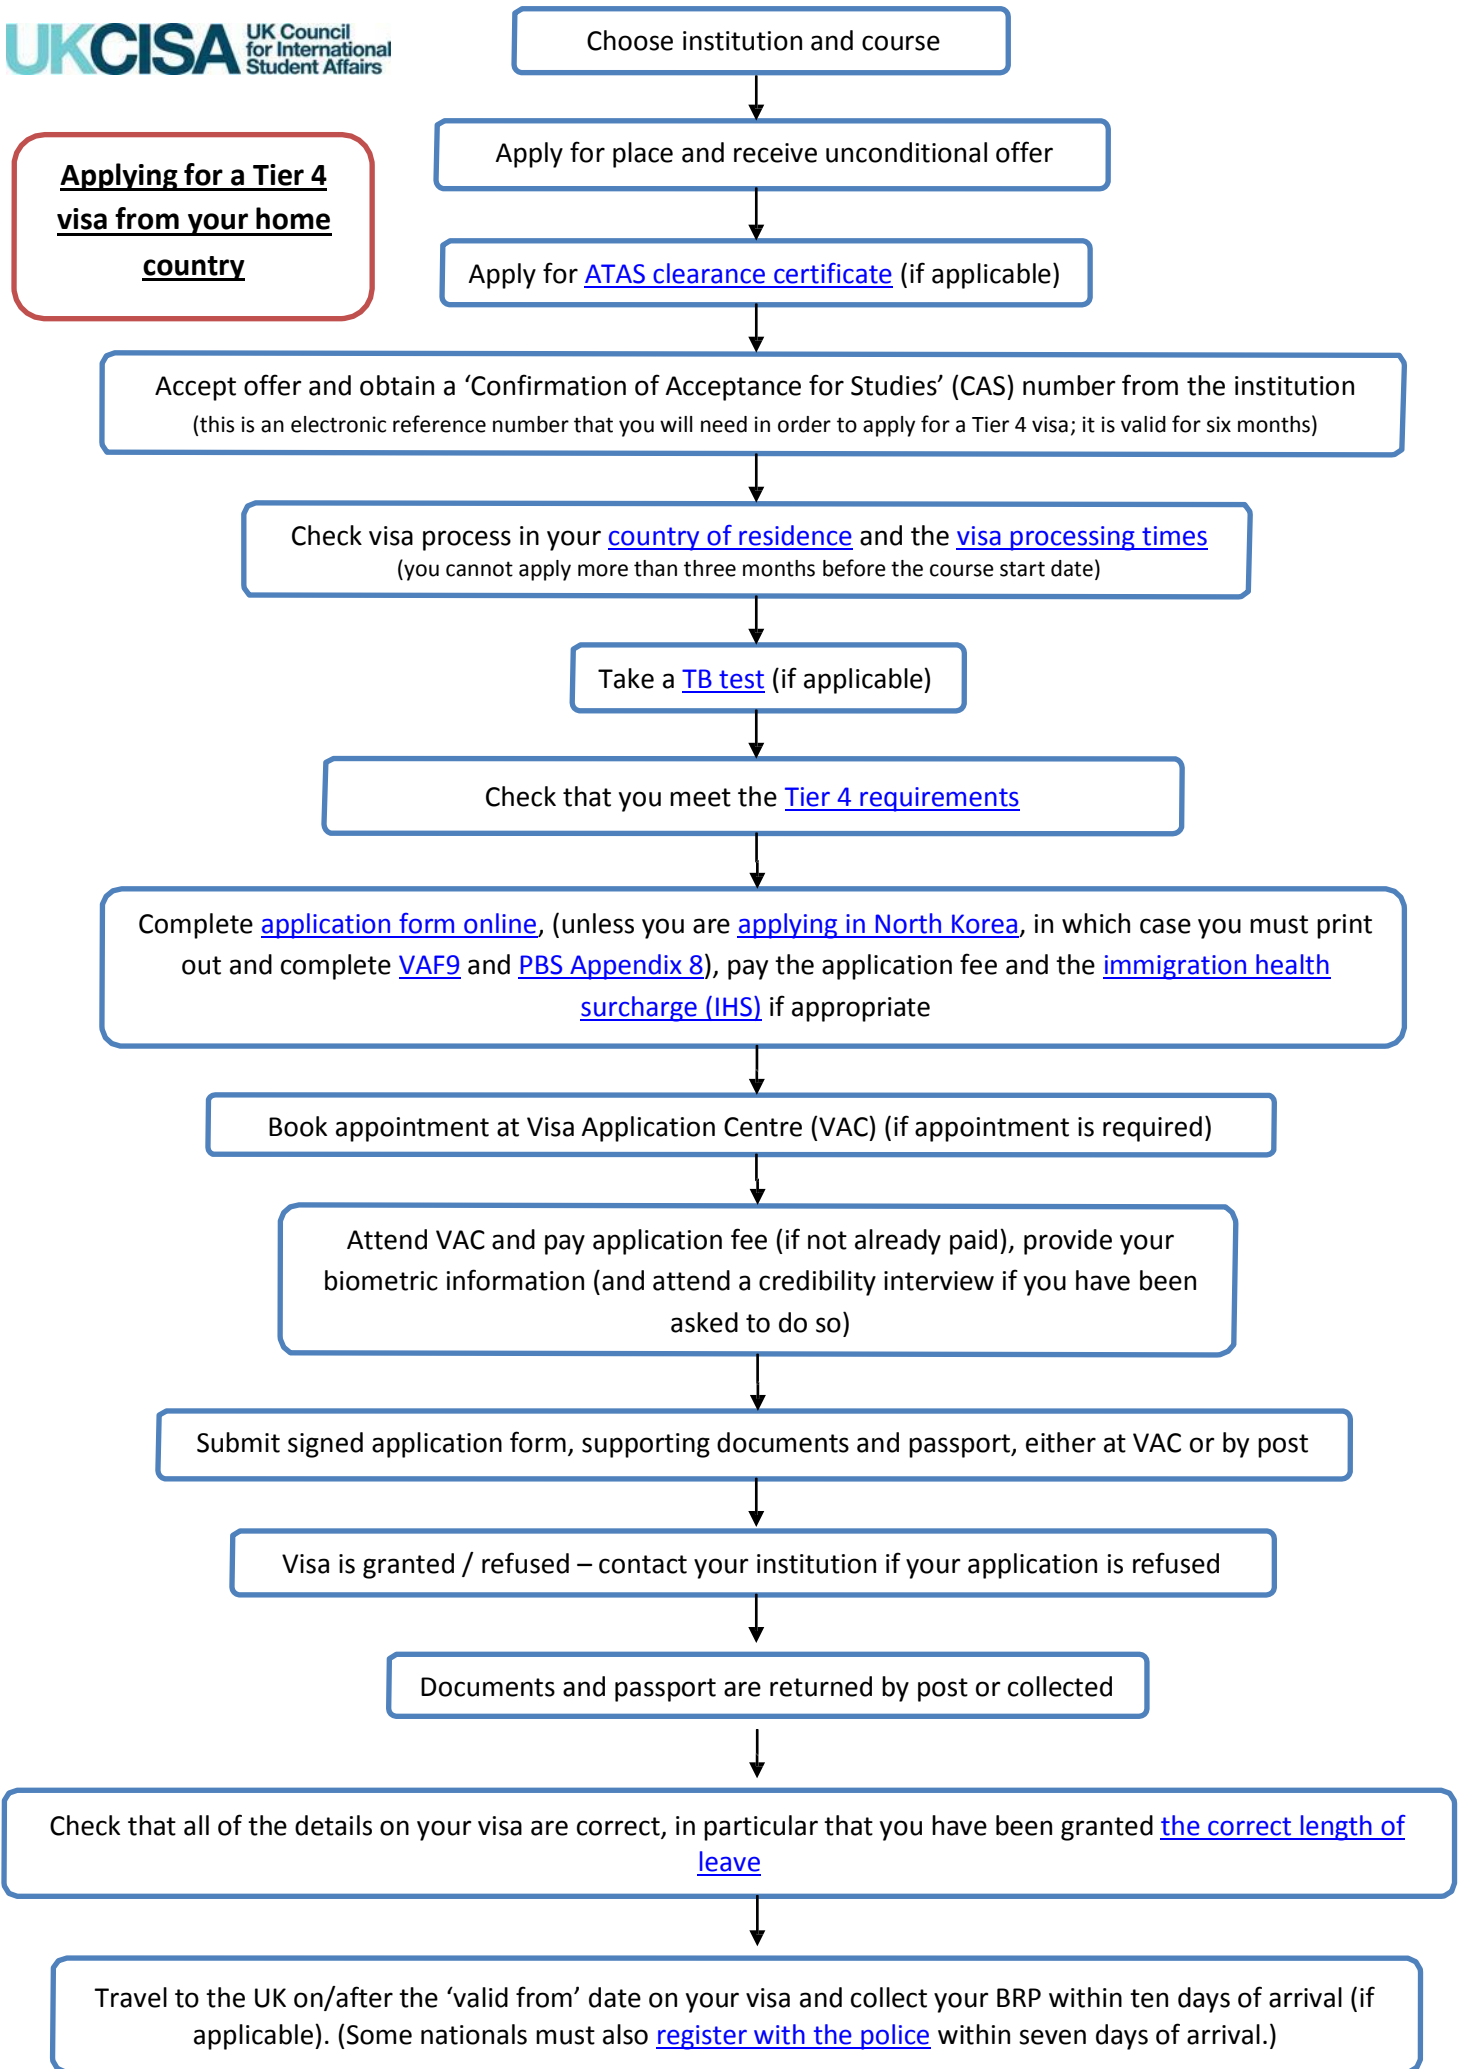 UKCISA
UK Council
for International
Student Affairs
Applying for a Tier 4
visa from your home
country
Choose institution and course
Apply for place and receive unconditional offer
Apply for ATAS clearance certificate (if applicable)
Accept offer and obtain a ‘Confirmation of Acceptance for Studies’ (CAS) number from the institution
(this is an electronic reference number that you will need in order to apply for a Tier 4 visa; it is valid for six months)
Check visa process in your country of residence and the visa processing times
(you cannot apply more than three months before the course start date)
Take a TB test (if applicable)
Check that you meet the Tier 4 requirements
Complete application form online, (unless you are applying in North Korea, in which case you must print
out and complete VAF9 and PBS Appendix 8), pay the application fee and the immigration health
surcharge (IHS) if appropriate
Book appointment at Visa Application Centre (VAC) (if appointment is required)
Attend VAC and pay application fee (if not already paid), provide your
biometric information (and attend a credibility interview if you have been
asked to do so)
Submit signed application form, supporting documents and passport, either at VAC or by post
Visa is granted / refused – contact your institution if your application is refused
Documents and passport are returned by post or collected
Check that all of the details on your visa are correct, in particular that you have been granted the correct length of
leave
Travel to the UK on/after the ‘valid from’ date on your visa and collect your BRP within ten days of arrival (if
applicable). (Some nationals must also register with the police within seven days of arrival.)